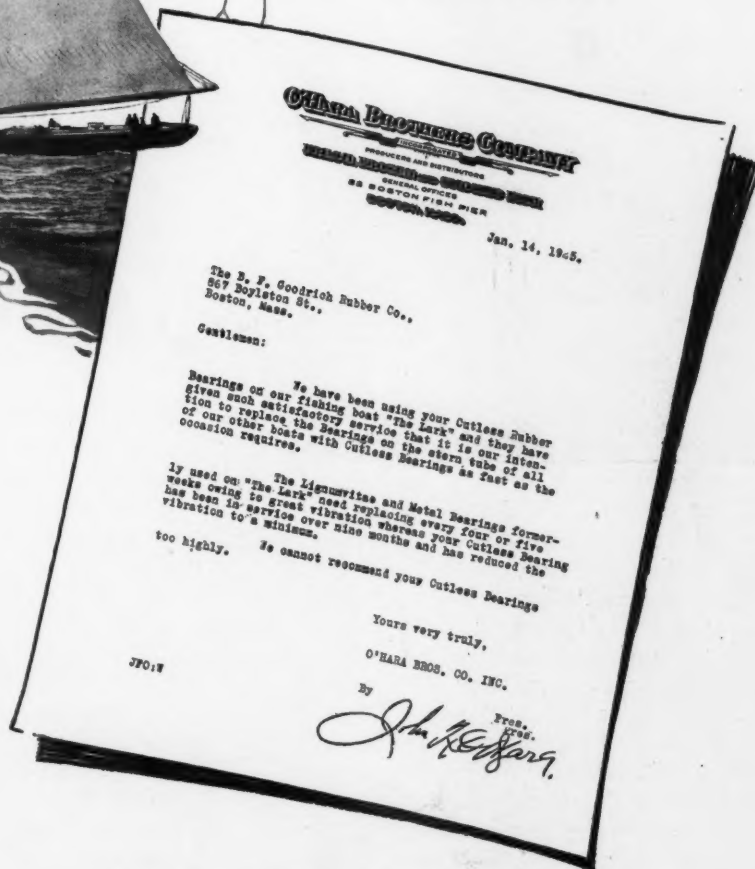 O'HARA BROTHERS COMPANY
INCORPORATED
PRODUCERS AND DISTRIBUTORS
GENERAL OFFICES
BOSTON FISH PIER
BOSTON, MASS.
Jan. 14, 1925.
The B. F. Goodrich Rubber Co.,
867 Boylston St.,
Boston, Mass.
Gentlemen:
We have been using your Cutless Rubber
Bearings on our fishing boat "The Lark" and they have
given such satisfactory service that it is our inten-
tion to replace the Bearings on the stern tube of all
of our other boats with Cutless Bearings as fast as the
occasion requires.
The Lignumvitae and Metal Bearings former-
ly used on "The Lark" need replacing every four or five
weeks owing to great vibration whereas your Cutless Bearing
has been in service over nine months and has reduced the
vibration to a minimum.
We cannot recommend your Cutless Bearings
too highly.
Yours very truly,
O'HARA BROS. CO. INC.
By
Pres.
Pres.
JFO:W